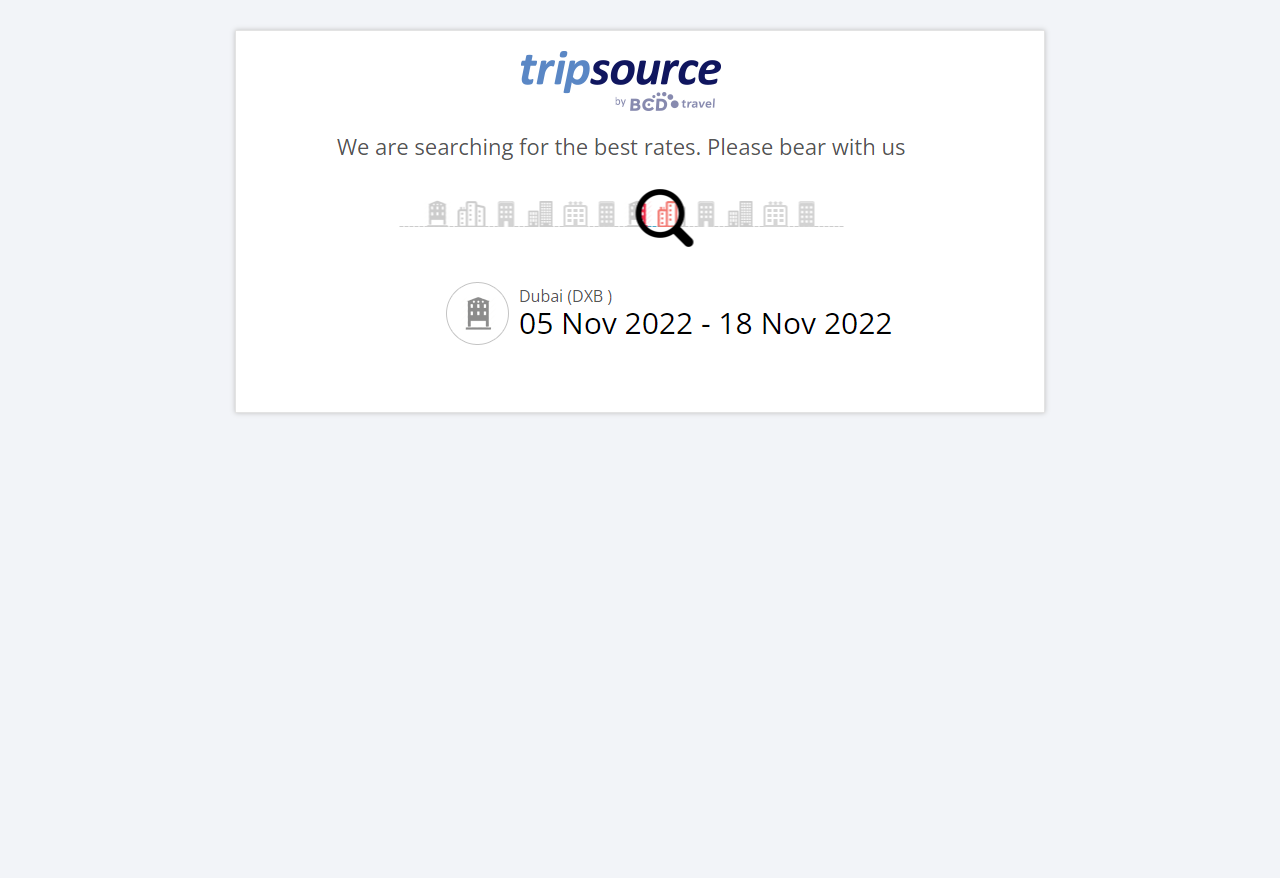 tripsource
by BCD travel
We are searching for the best rates. Please bear with us
Dubai (DXB )
05 Nov 2022 - 18 Nov 2022